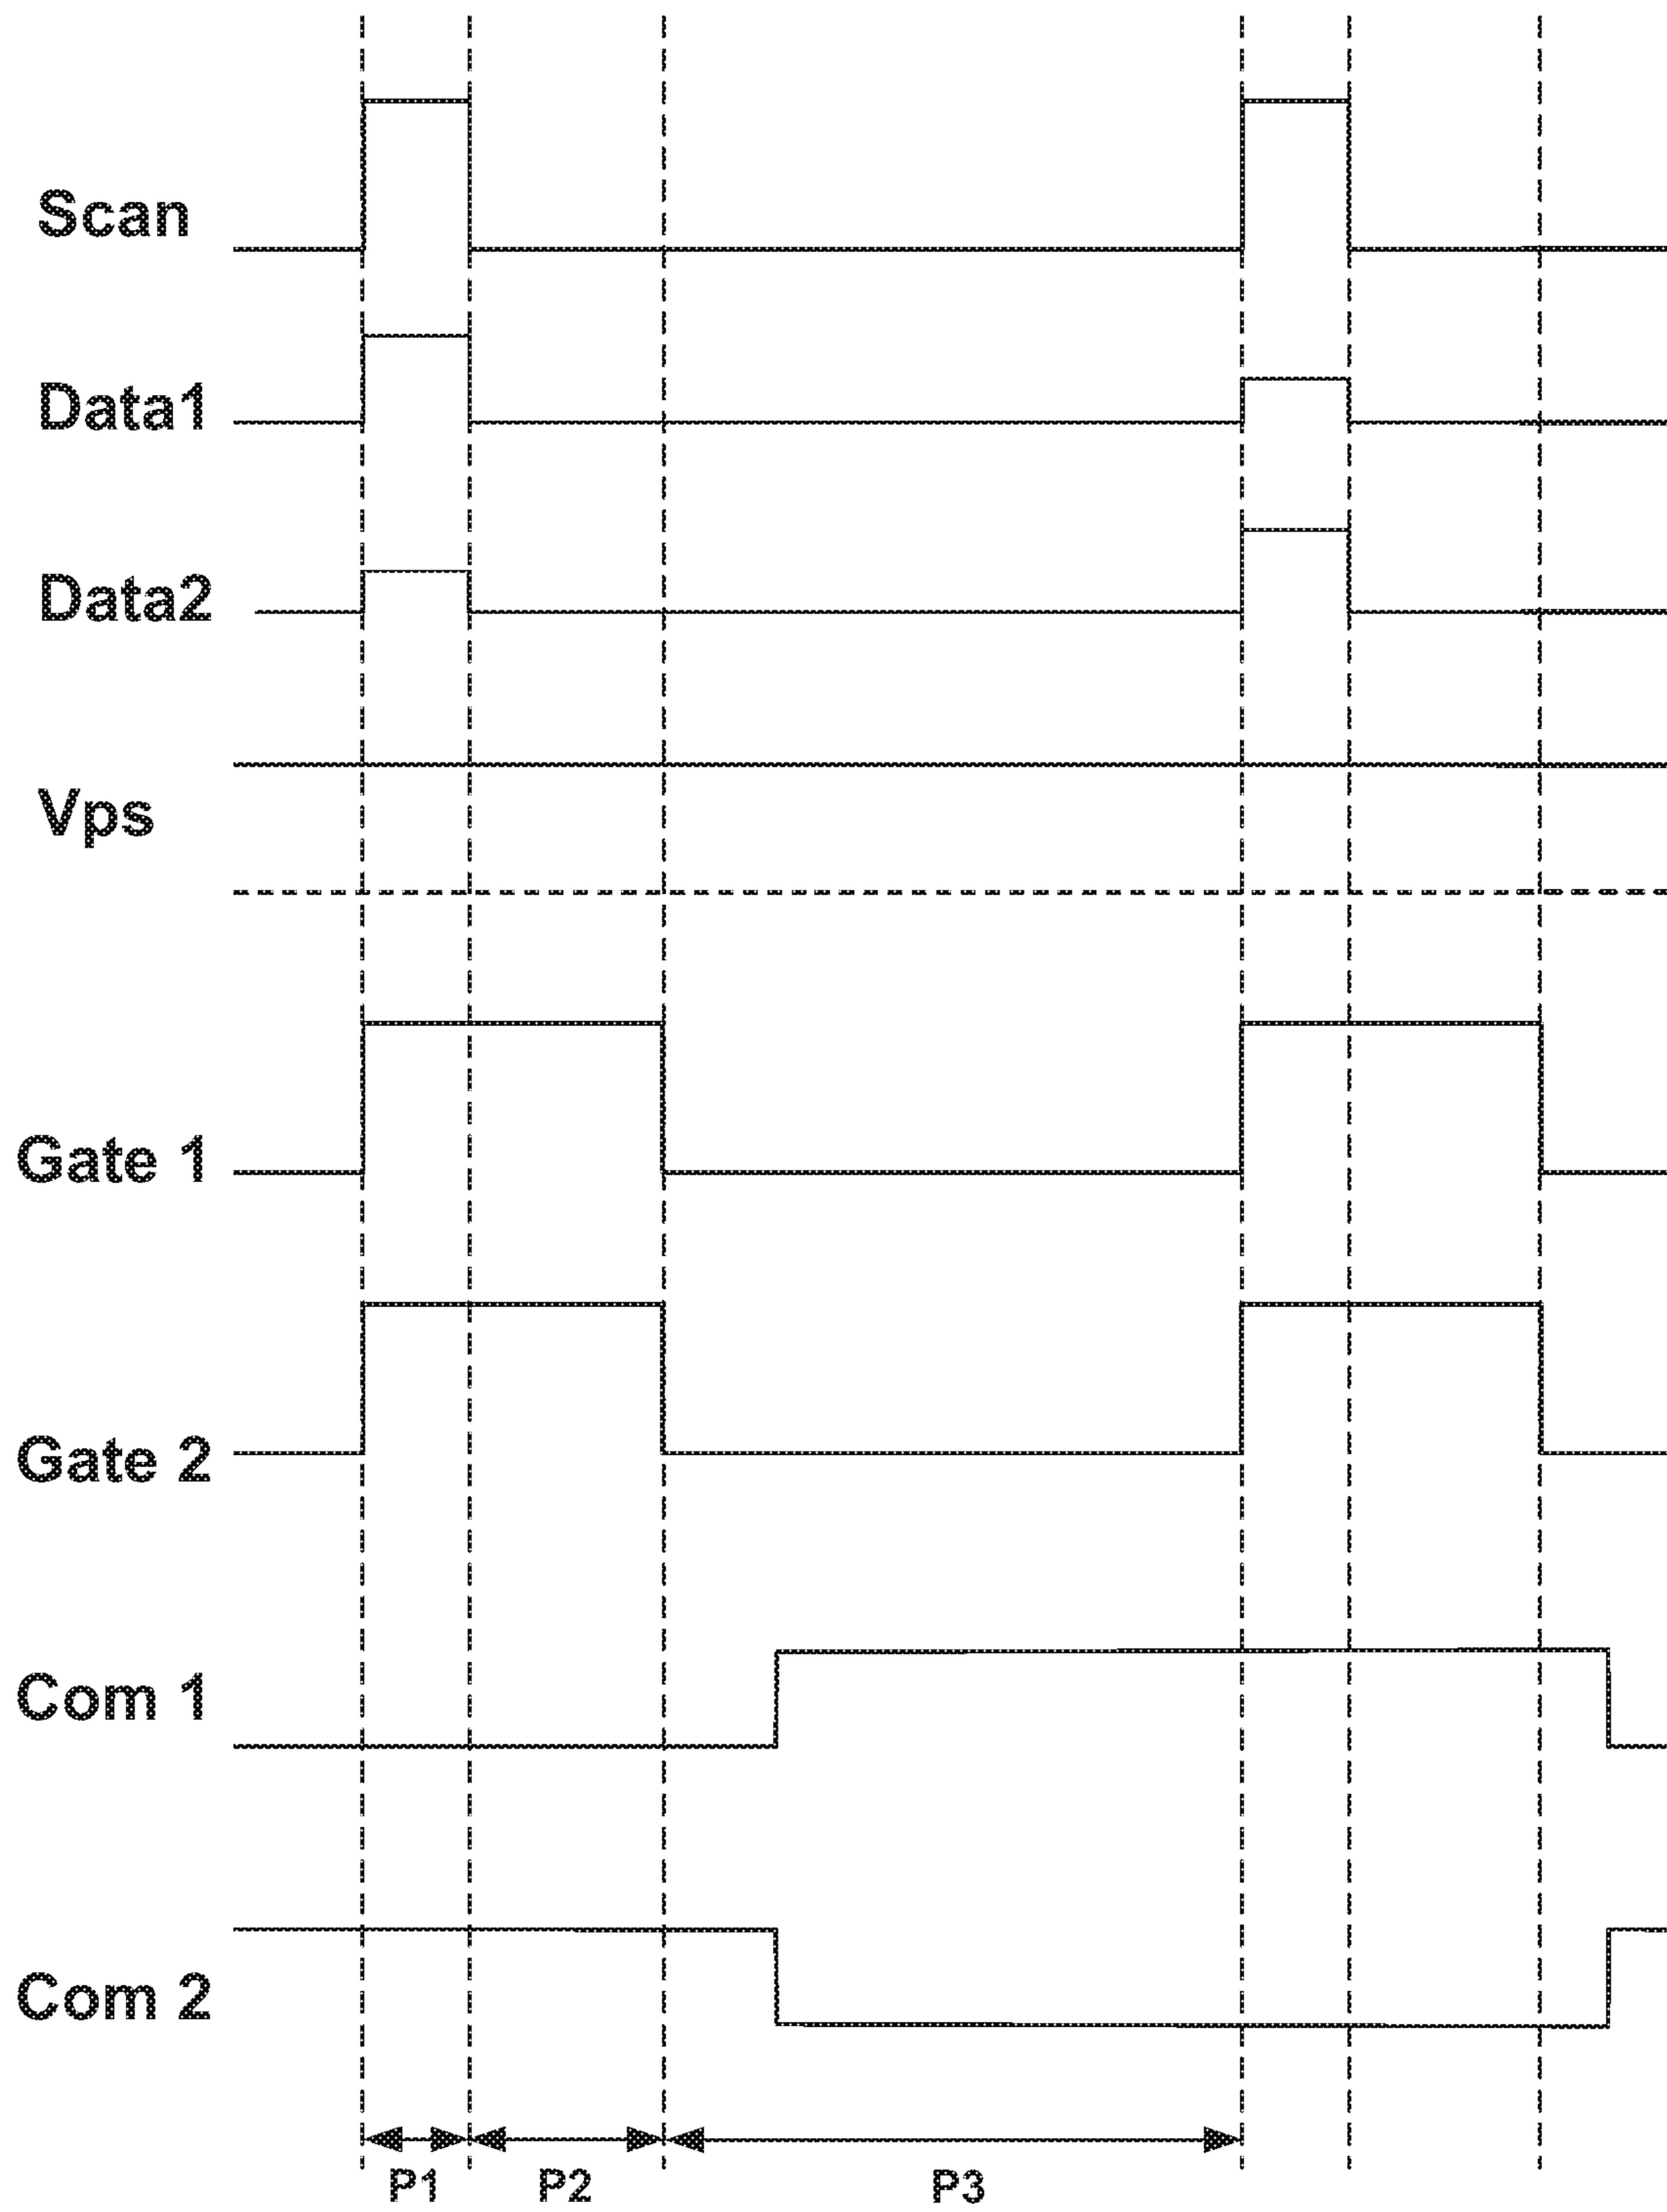 Scan
Data1
Data2
Vps
Gate 1
Gate 2
Com 1
Com 2
P1 P2 P3